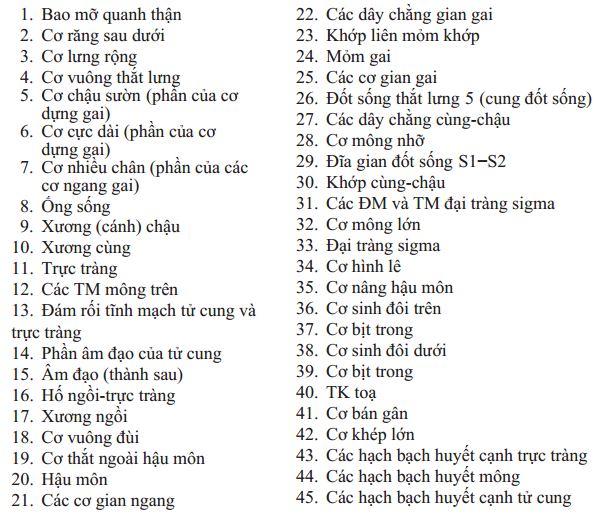 1. Bao mỡ quanh thận
2. Cơ răng sau dưới
3. Cơ lưng rộng
4. Cơ vuông thắt lưng
5. Cơ chậu sườn (phần của cơ
dựng gai)
6. Cơ cực dài (phần của cơ
dựng gai)
7. Cơ nhiều chân (phần của các
cơ ngang gai)
8. Ống sống
9. Xương (cánh) chậu
10. Xương cùng
11. Trực tràng
12. Các TM mông trên
13. Đám rối tĩnh mạch tử cung và
trực tràng
14. Phần âm đạo của tử cung
15. Âm đạo (thành sau)
16. Hố ngồi-trực tràng
17. Xương ngồi
18. Cơ vuông đùi
19. Cơ thắt ngoài hậu môn
20. Hậu môn
21. Các cơ gian ngang
22. Các dây chằng gian gai
23. Khớp liên mỏm khớp
24. Mỏm gai
25. Các cơ gian gai
26. Đốt sống thắt lưng 5 (cung đốt sống)
27. Các dây chằng cùng-chậu
28. Cơ mông nhỡ
29. Đĩa gian đốt sống S1–S2
30. Khớp cùng-chậu
31. Các ĐM và TM đại tràng sigma
32. Cơ mông lớn
33. Đại tràng sigma
34. Cơ hình lê
35. Cơ nâng hậu môn
36. Cơ sinh đôi trên
37. Cơ bịt trong
38. Cơ sinh đôi dưới
39. Cơ bịt trong
40. TK toạ
41. Cơ bán gân
42. Cơ khép lớn
43. Các hạch bạch huyết cạnh trực tràng
44. Các hạch bạch huyết mông
45. Các hạch bạch huyết cạnh tử cung